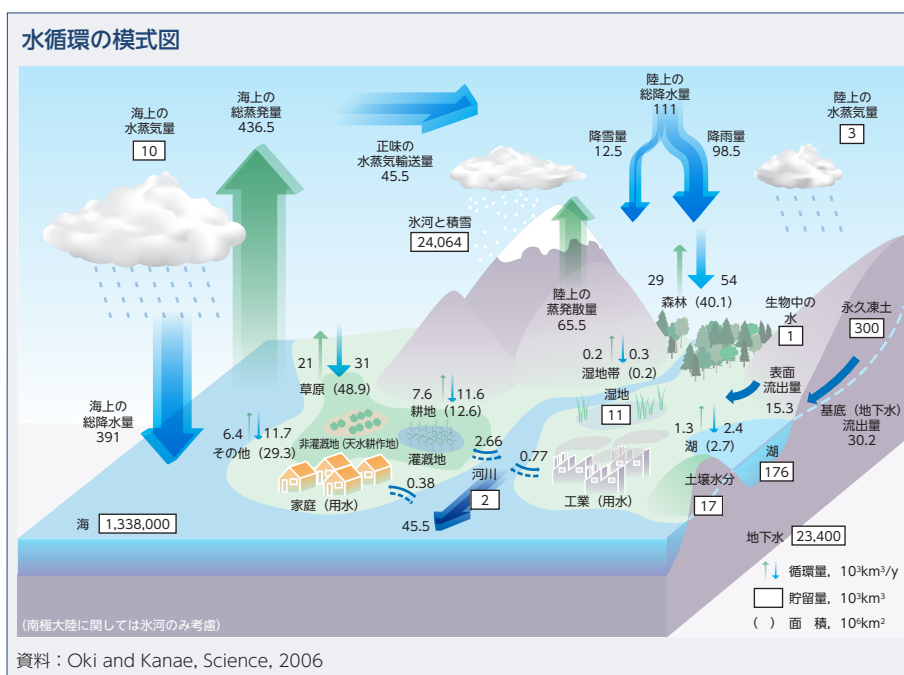 水循環の模式図
海上の
水蒸気量
10
海上の
総蒸発量
436.5
正味の
水蒸気輸送量
45.5
陸上の
総降水量
111
降雪量
12.5
降雨量
98.5
陸上の
水蒸気量
3
氷河と積雪
24,064
陸上の
蒸発散量
65.5
29
54
森林(40.1)
生物中の
水
1
永久凍土
300
海上の
総降水量
391
21
31
草原(48.9)
6.4
11.7
その他(29.3)
7.6
11.6
耕地
(12.6)
非灌漑地(天水耕作地)
灌漑地
0.2
0.3
湿地帯(0.2)
湿地
11
表面
流出量
15.3
基底(地下水)
流出量
30.2
1.3
2.4
湖(2.7)
湖
176
土壌水分
17
2.66
0.77
0.38
河川
2
家庭(用水)
工業(用水)
45.5
海 1,338,000
地下水 23,400
循環量,10³km³/y
貯留量,10³km³
( ) 面 積,10⁶km²
(南極大陸に関しては氷河のみ考慮)
資料:Oki and Kanae, Science, 2006